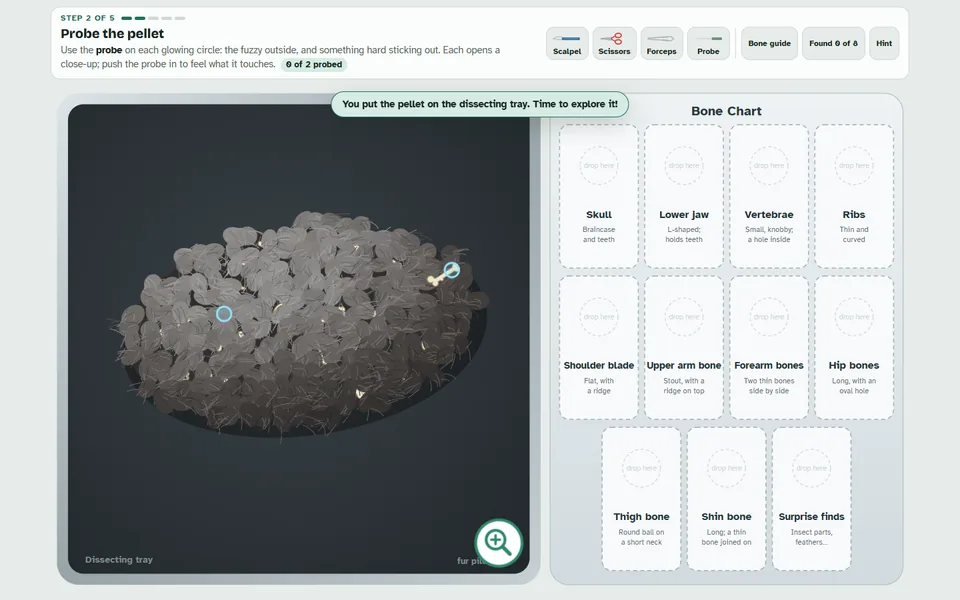 STEP 2 OF 5
Probe the pellet
Use the probe on each glowing circle: the fuzzy outside, and something hard sticking out. Each opens a
close-up; push the probe in to feel what it touches. 0 of 2 probed
Scalpel
Scissors
Forceps
Probe
Bone guide
Found 0 of 8
Hint
You put the pellet on the dissecting tray. Time to explore it!
Dissecting tray
fur
Bone Chart
drop here
Skull
Braincase
and teeth
drop here
Lower jaw
L-shaped;
holds teeth
drop here
Vertebrae
Small, knobby;
a hole inside
drop here
Ribs
Thin and
curved
drop here
Shoulder blade
Flat, with
a ridge
drop here
Upper arm bone
Stout, with a
ridge on top
drop here
Forearm bones
Two thin bones
side by side
drop here
Hip bones
Long, with an
oval hole
drop here
Thigh bone
Round ball on
a short neck
drop here
Shin bone
Long; a thin
bone joined on
drop here
Surprise finds
Insect parts,
feathers...